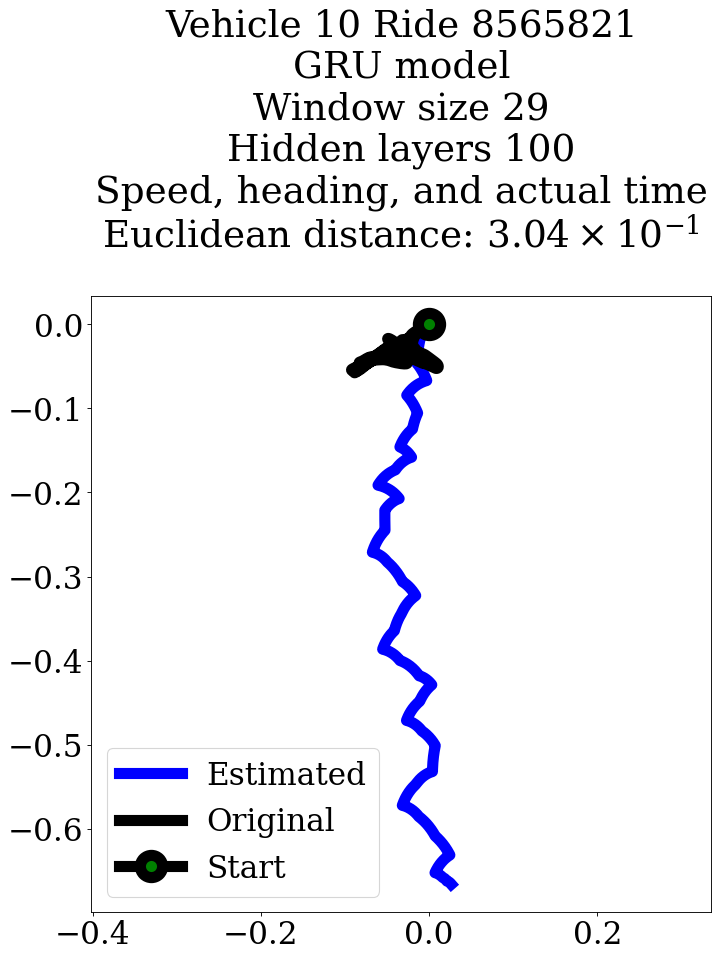 Vehicle 10 Ride 8565821
GRU model
Window size 29
Hidden layers 100
Speed, heading, and actual time
Euclidean distance: 3.04 × 10⁻¹
0.0
−0.1
−0.2
−0.3
−0.4
−0.5
−0.6
Estimated
Original
Start
−0.4 −0.2 0.0 0.2